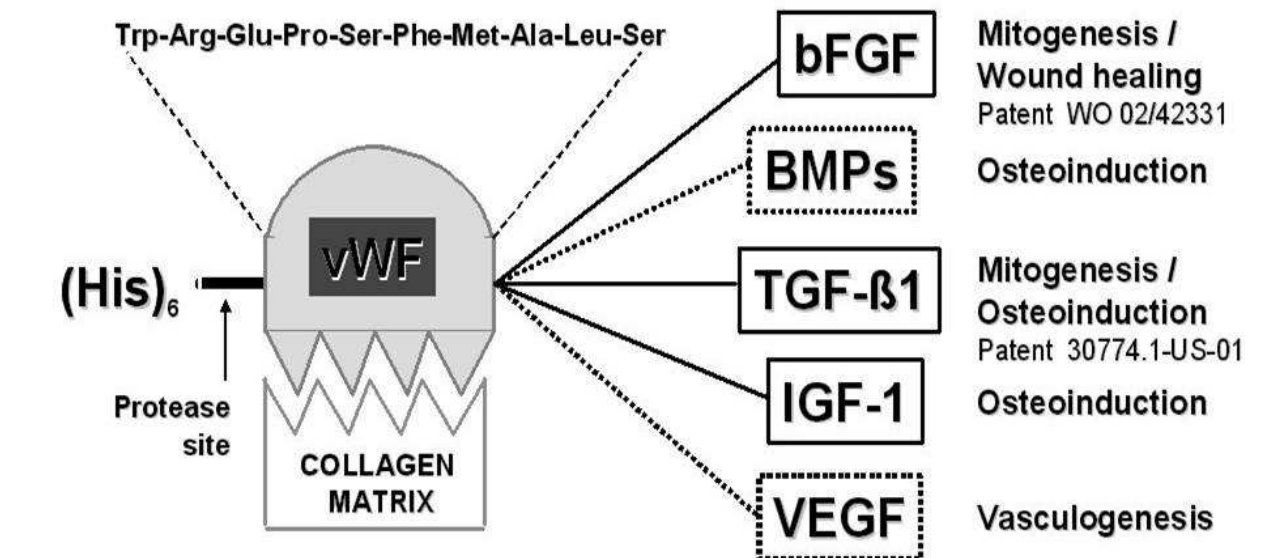 Trp-Arg-Glu-Pro-Ser-Phe-Met-Ala-Leu-Ser
vWF
(His)6
Protease
site
COLLAGEN
MATRIX
bFGF
Mitogenesis /
Wound healing
Patent WO 02/42331
BMPs
Osteoinduction
TGF-ß1
Mitogenesis /
Osteoinduction
Patent 30774.1-US-01
IGF-1
Osteoinduction
VEGF
Vasculogenesis